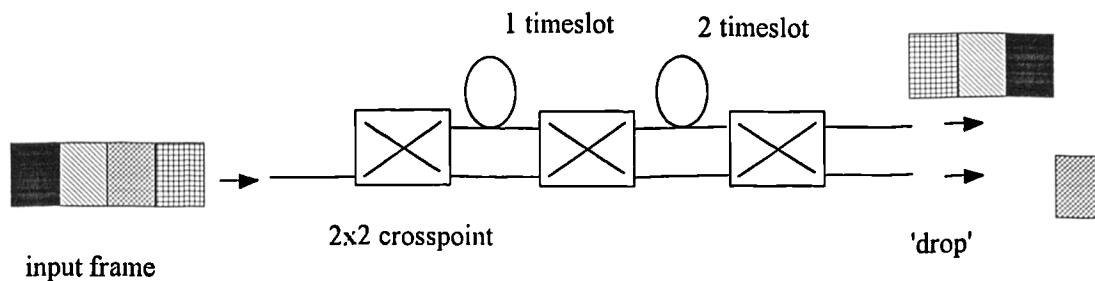 1 timeslot
2 timeslot
2x2 crosspoint
'drop'
input frame